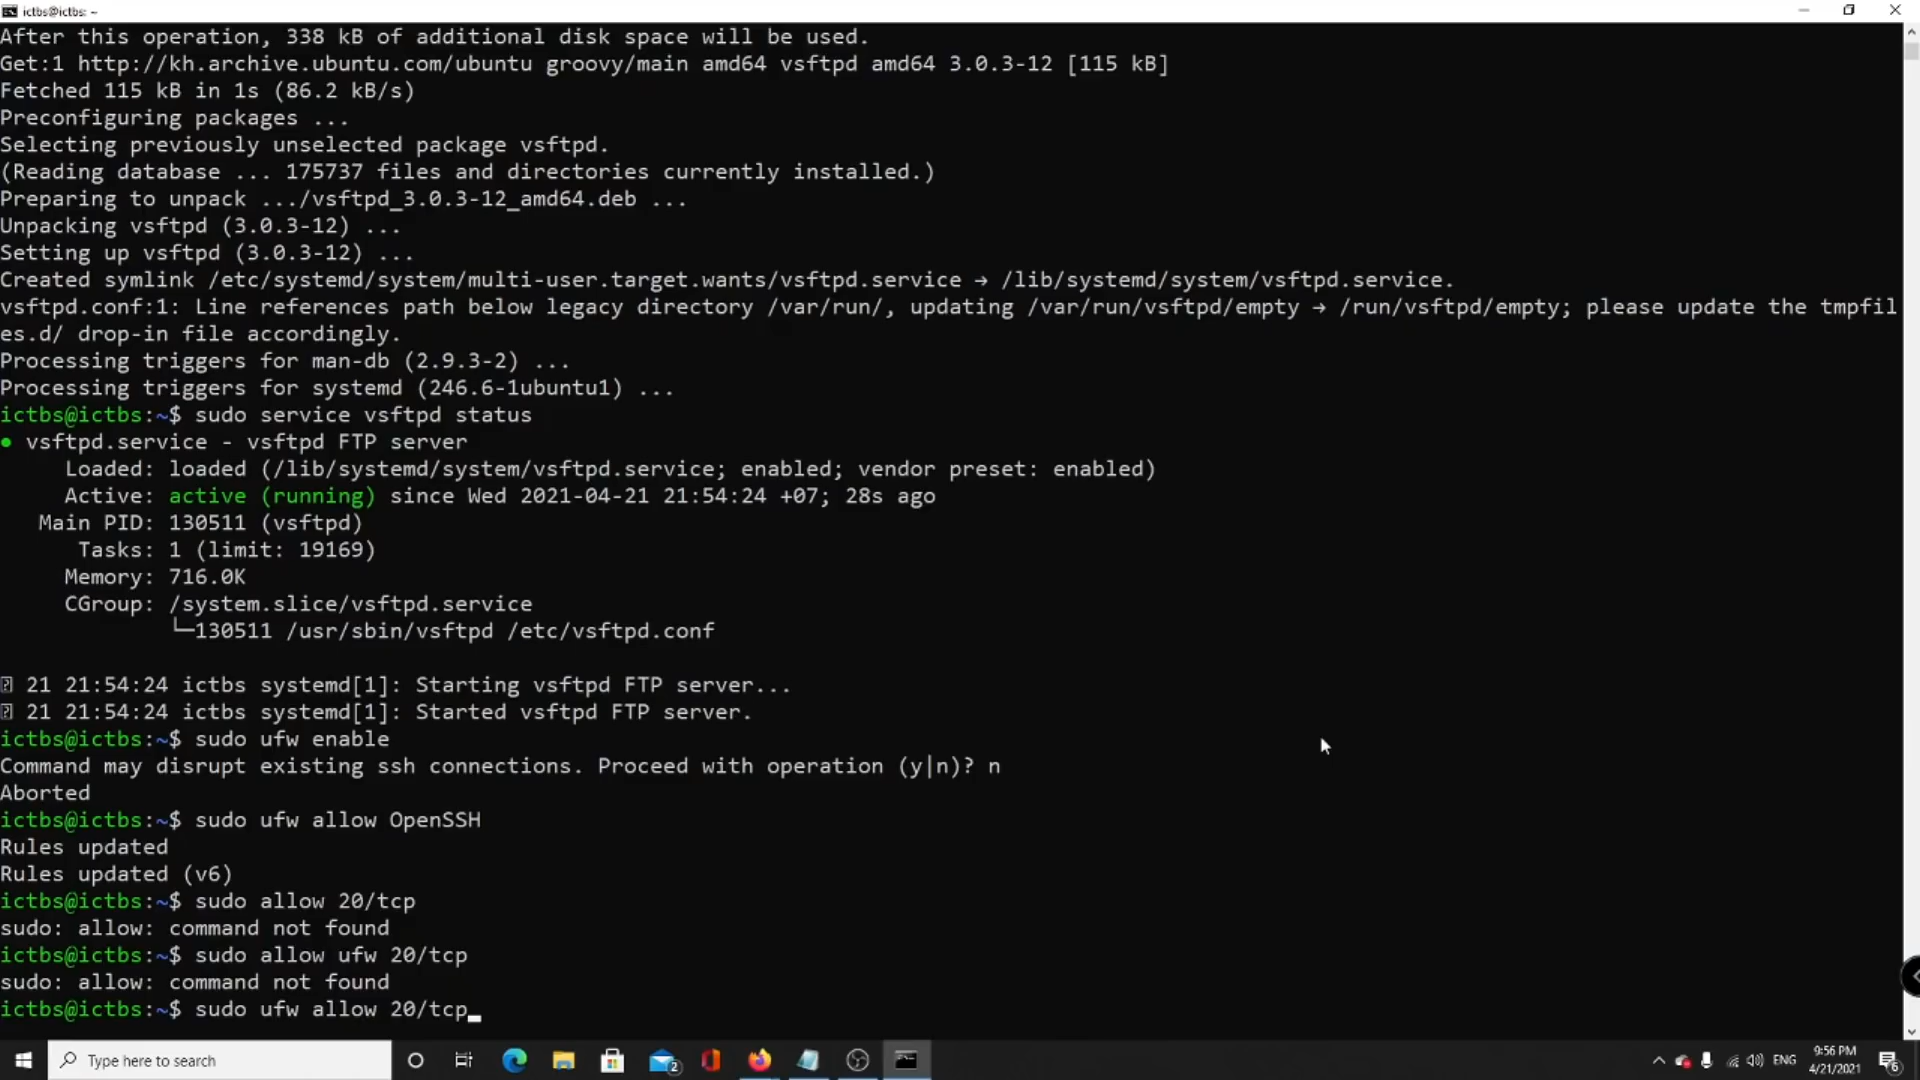 ictbs@ictbs: ~
After this operation, 338 kB of additional disk space will be used.
Get:1 http://kh.archive.ubuntu.com/ubuntu groovy/main amd64 vsftpd amd64 3.0.3-12 [115 kB]
Fetched 115 kB in 1s (86.2 kB/s)
Preconfiguring packages ...
Selecting previously unselected package vsftpd.
(Reading database ... 175737 files and directories currently installed.)
Preparing to unpack .../vsftpd_3.0.3-12_amd64.deb ...
Unpacking vsftpd (3.0.3-12) ...
Setting up vsftpd (3.0.3-12) ...
Created symlink /etc/systemd/system/multi-user.target.wants/vsftpd.service → /lib/systemd/system/vsftpd.service.
vsftpd.conf:1: Line references path below legacy directory /var/run/, updating /var/run/vsftpd/empty → /run/vsftpd/empty; please update the tmpfil
es.d/ drop-in file accordingly.
Processing triggers for man-db (2.9.3-2) ...
Processing triggers for systemd (246.6-1ubuntu1) ...
ictbs@ictbs:~$ sudo service vsftpd status
● vsftpd.service - vsftpd FTP server
Loaded: loaded (/lib/systemd/system/vsftpd.service; enabled; vendor preset: enabled)
Active: active (running) since Wed 2021-04-21 21:54:24 +07; 28s ago
Main PID: 130511 (vsftpd)
Tasks: 1 (limit: 19169)
Memory: 716.0K
CGroup: /system.slice/vsftpd.service
└─130511 /usr/sbin/vsftpd /etc/vsftpd.conf
21 21:54:24 ictbs systemd[1]: Starting vsftpd FTP server...
21 21:54:24 ictbs systemd[1]: Started vsftpd FTP server.
ictbs@ictbs:~$ sudo ufw enable
Command may disrupt existing ssh connections. Proceed with operation (y|n)? n
Aborted
ictbs@ictbs:~$ sudo ufw allow OpenSSH
Rules updated
Rules updated (v6)
ictbs@ictbs:~$ sudo allow 20/tcp
sudo: allow: command not found
ictbs@ictbs:~$ sudo allow ufw 20/tcp
sudo: allow: command not found
ictbs@ictbs:~$ sudo ufw allow 20/tcp
Type here to search
2
ENG
9:56 PM
4/21/2021
6